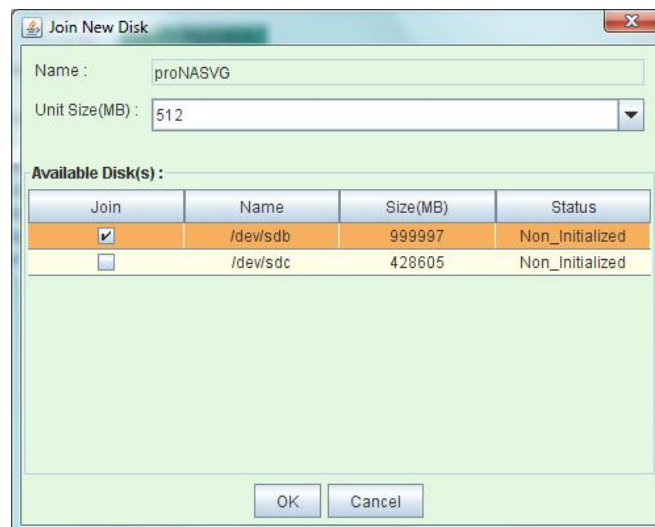 Join New Disk
Name : proNASVG
Unit Size(MB) : 512
Available Disk(s) :
Join Name Size(MB) Status
/dev/sdb 999997 Non_Initialized
/dev/sdc 428605 Non_Initialized
OK Cancel